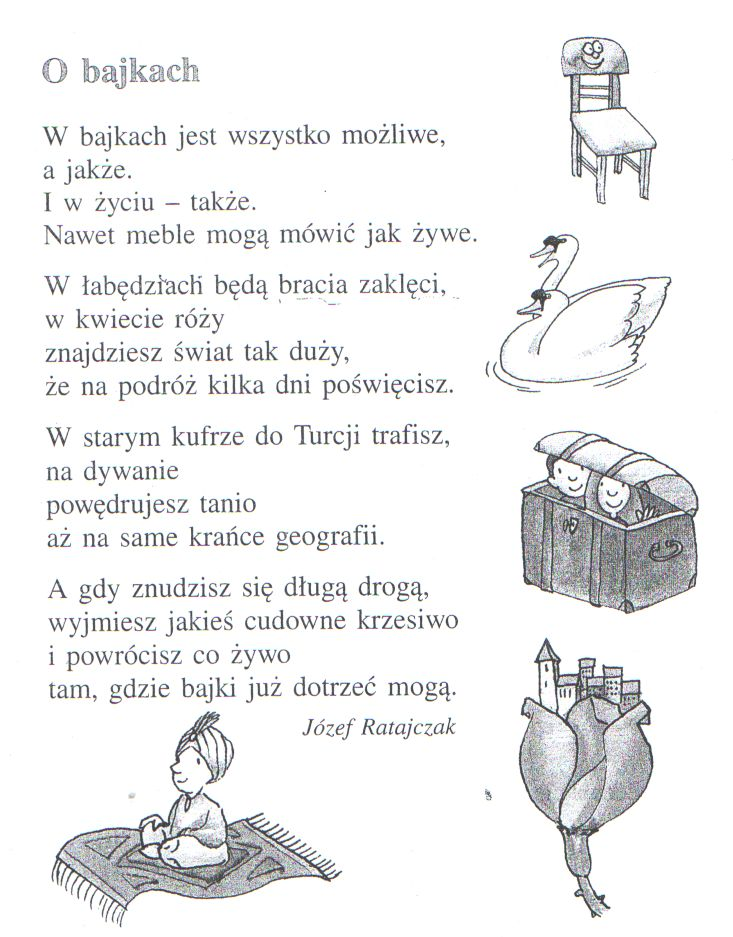 O bajkach
W bajkach jest wszystko możliwe,
a jakże.
I w życiu – także.
Nawet meble mogą mówić jak żywe.
W łabędziach będą bracia zaklęci,
w kwiecie róży
znajdziesz świat tak duży,
że na podróż kilka dni poświęcisz.
W starym kufrze do Turcji trafisz,
na dywanie
powędrujesz tanio
aż na same krańce geografii.
A gdy znudzisz się długą drogą,
wyjmiesz jakieś cudowne krzesiwo
i powrócisz co żywo
tam, gdzie bajki już dotrzeć mogą.
Józef Ratajczak